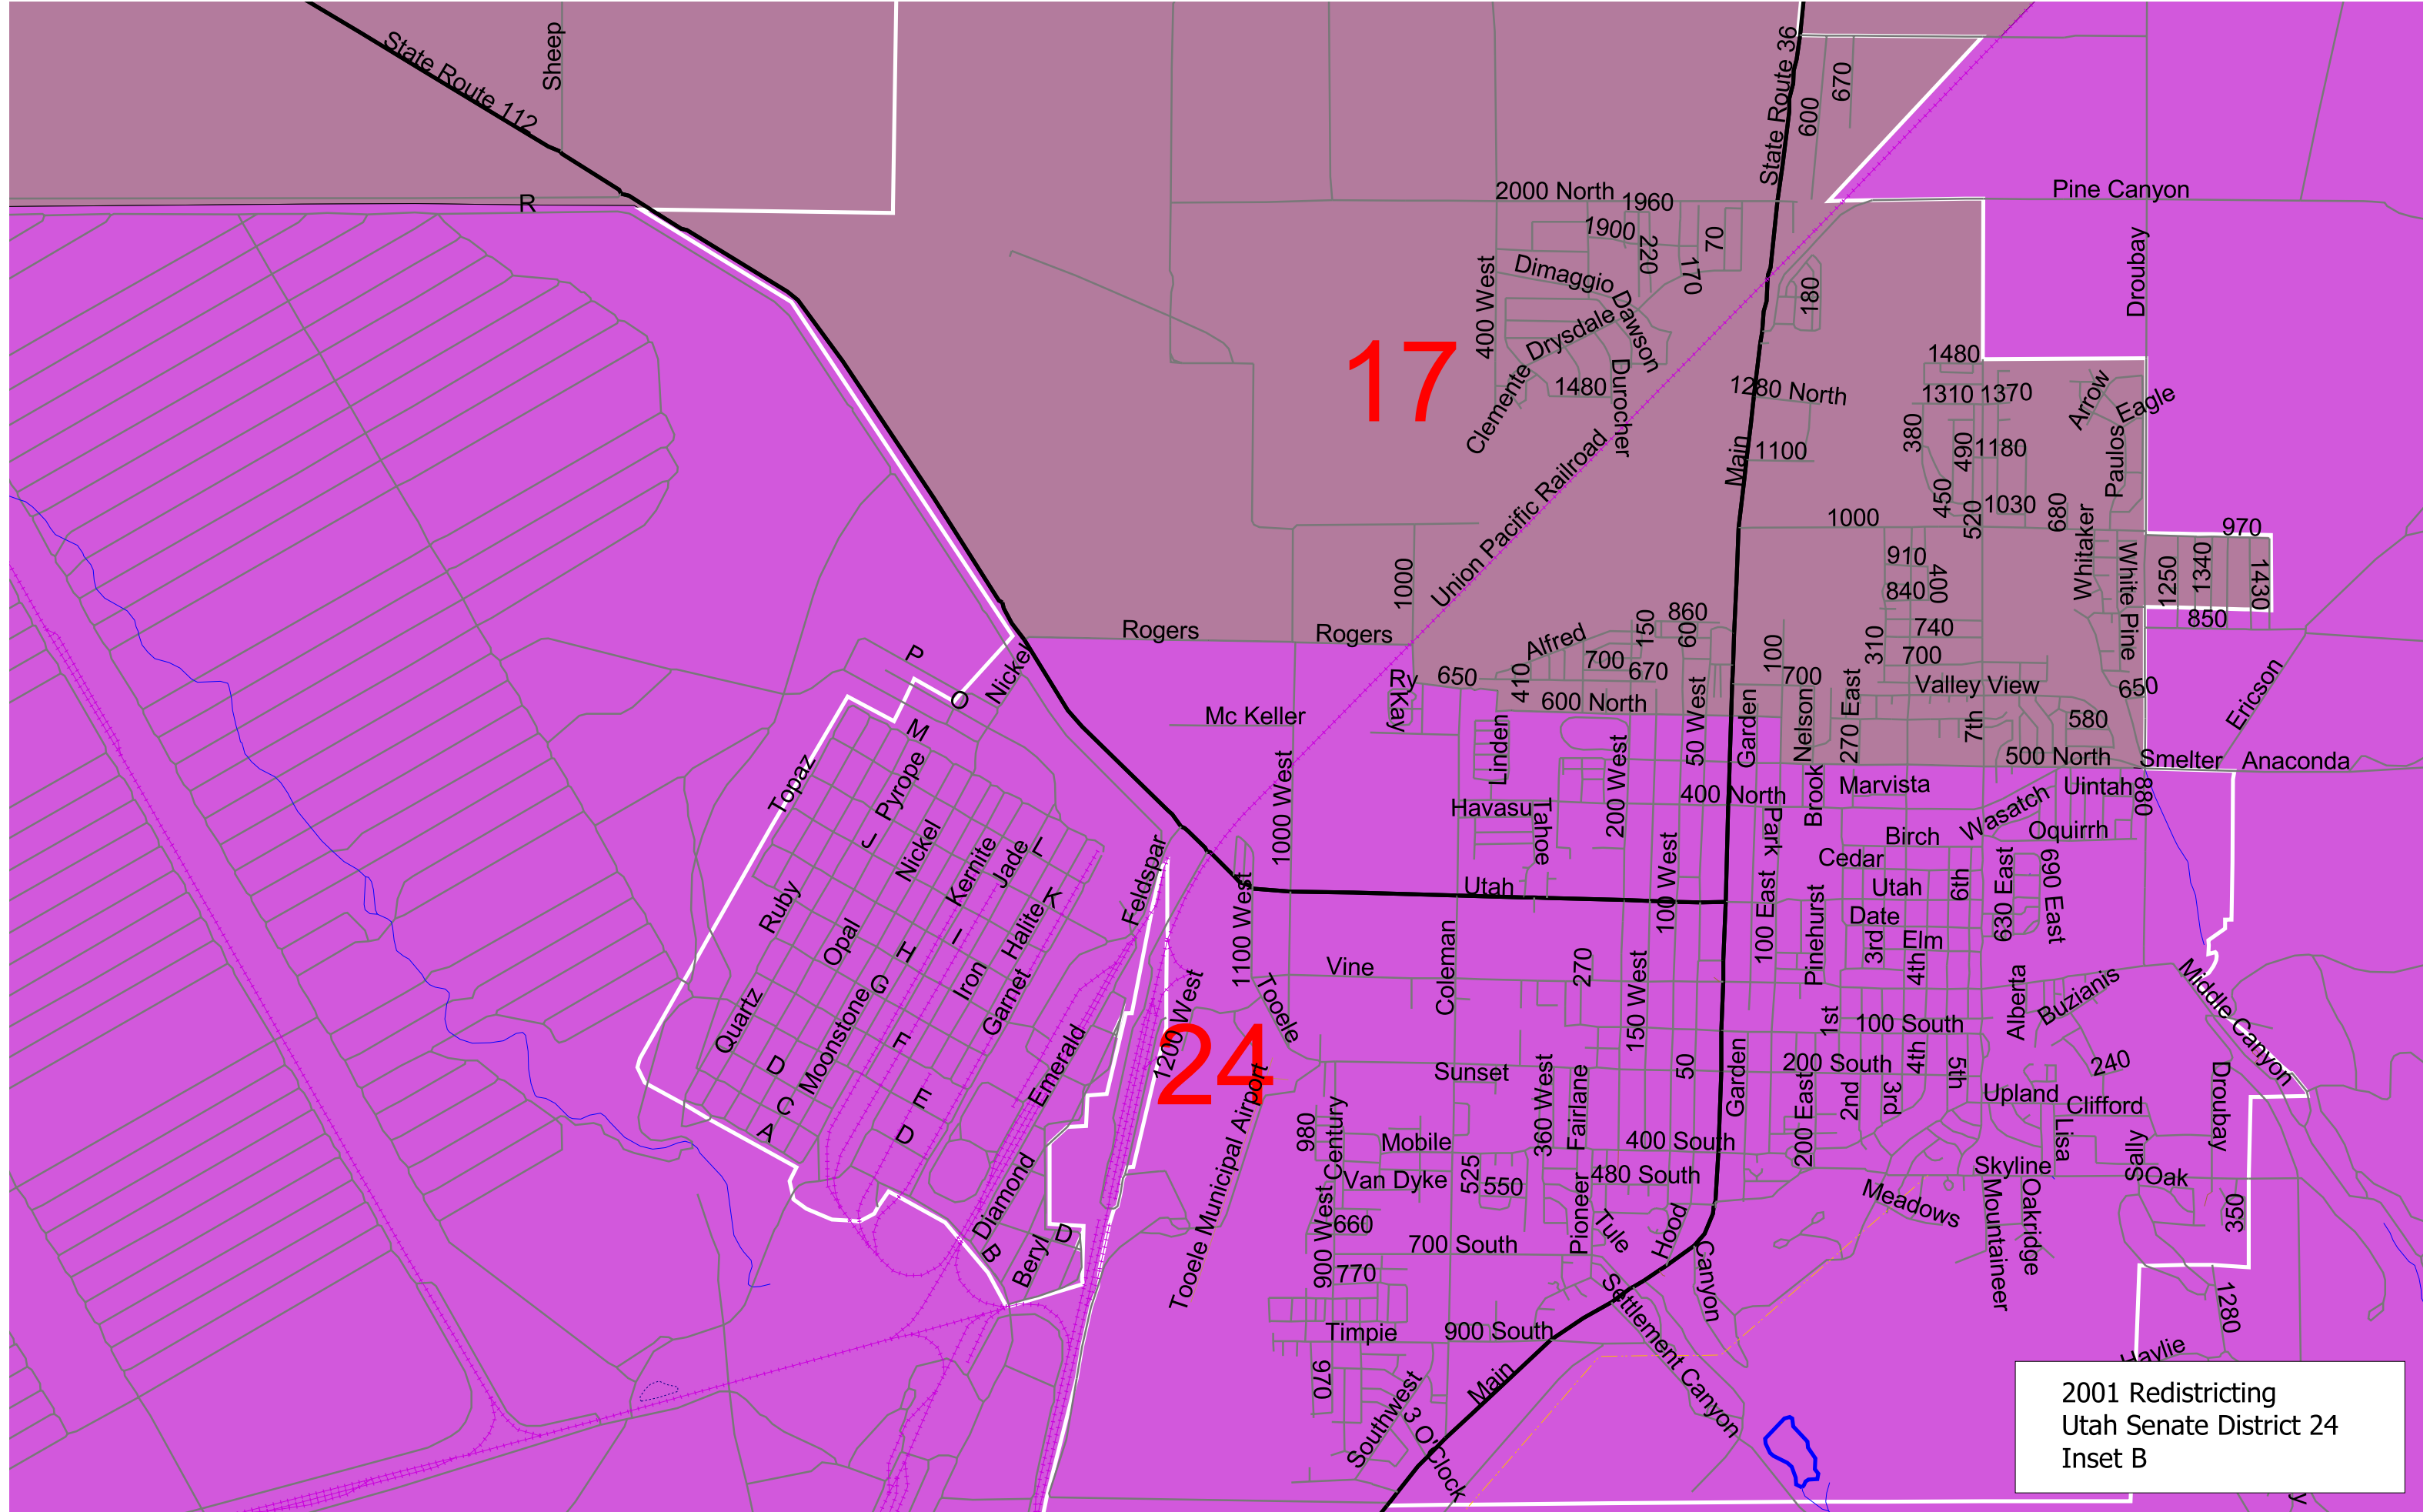 State Route 112
Sheep
State Route 36
600
670
R
2000 North
1960
1900
220
170
70
Pine Canyon
Droubay
400 West
Dimaggio
Dawson
Drysdale
Clemente
1480
Durocher
180
17
1280 North
Main
1100
1480
1310
1370
380
490
1180
450
1030
520
680
Arrow
Eagle
Paulos
Whitaker
1000
White Pine
970
1250
1340
1430
850
910
400
840
740
310
700
Valley View
650
580
7th
500 North
Smelter
Anaconda
Ericson
Union Pacific Railroad
1000
Rogers
Rogers
Alfred
150
860
60
700
670
410
650
Ry
Kay
600 North
100
700
Nelson
270 East
Garden
50 West
Mc Keller
Linden
200 West
1000 West
Havasu
Tahoe
400 North
Park
Brook
Marvista
Wasatch
Uintah
880
Oquirrh
Birch
Cedar
Utah
6th
630 East
690 East
Date
3rd
Elm
4th
Pinehurst
100 East
100 West
Utah
P
O
Nickel
M
Topaz
Pyrope
J
Nickel
Kernite
Jade
L
Ruby
Opal
H
I
Halite
K
Iron
Garnet
G
Quartz
Moonstone
F
D
C
A
E
D
Emerald
Feldspar
Diamond
B
Beryl
D
1100 West
1200 West
24
Tooele
Tooele Municipal Airport
Vine
Coleman
270
150 West
Alberta
Buzianis
Middle Canyon
1st
100 South
200 South
4th
5th
240
Sunset
360 West
Fairlane
50
Garden
200 East
2nd
3rd
Upland
Clifford
Lisa
Sally
Droubay
980
Century
Mobile
Van Dyke
525
550
400 South
480 South
Pioneer
Tule
Hood
Canyon
Meadows
Skyline
Oak
Mountaineer
Oakridge
350
900 West
660
700 South
770
Settlement Canyon
Timpie
900 South
970
Southwest
Main
3 O'Clock
1280
Haylie
2001 Redistricting
Utah Senate District 24
Inset B